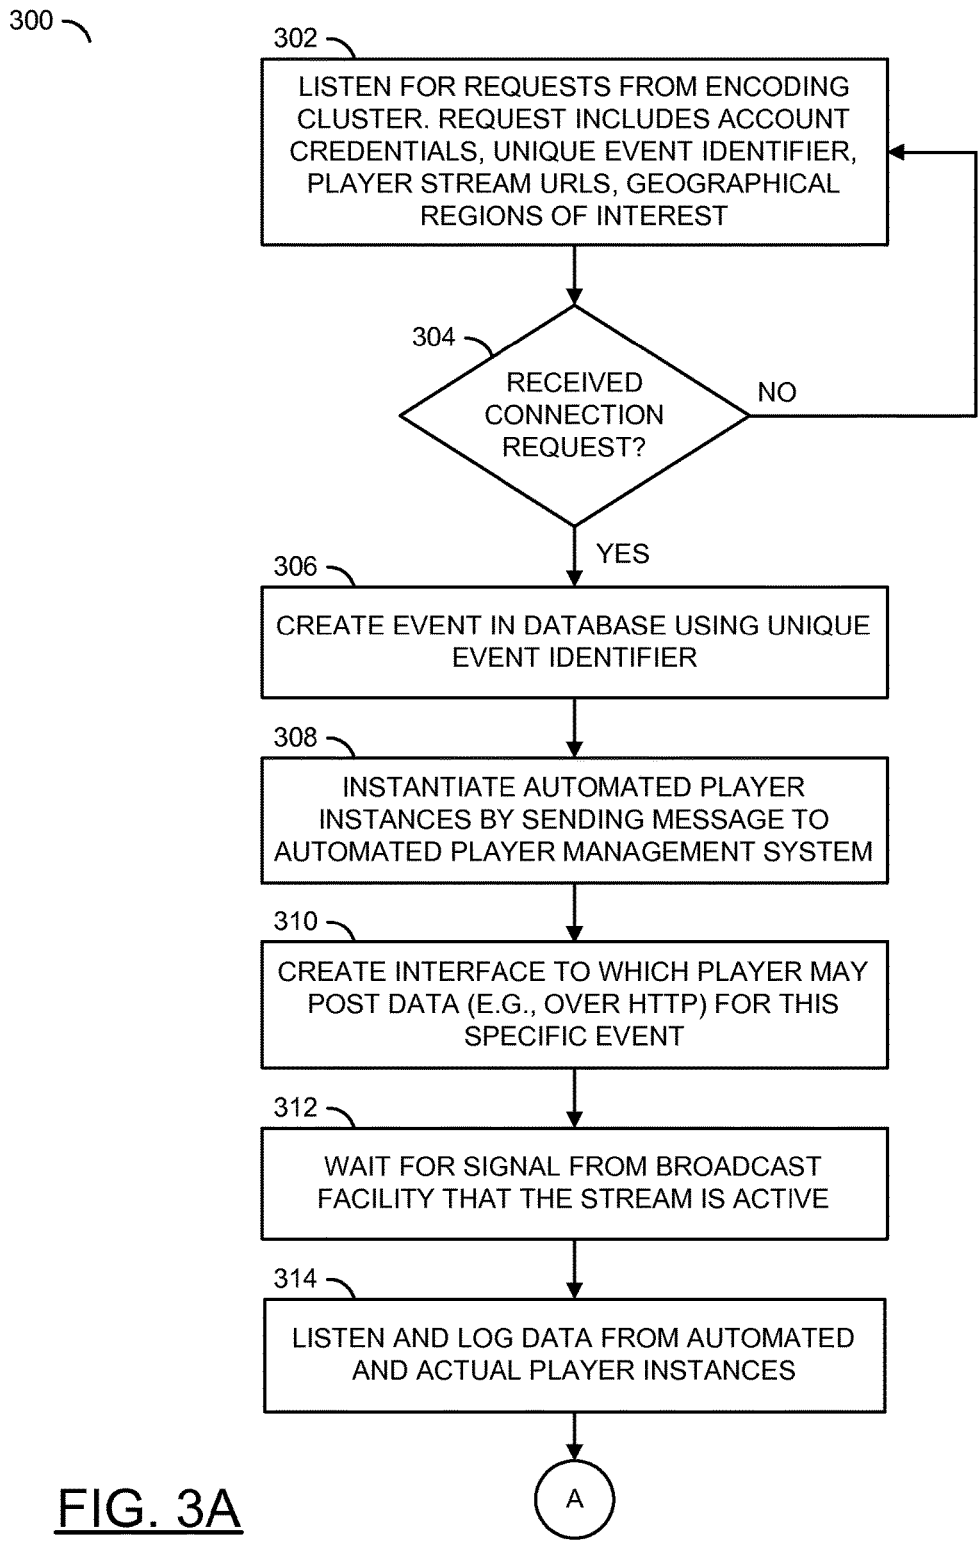 300
302
LISTEN FOR REQUESTS FROM ENCODING
CLUSTER. REQUEST INCLUDES ACCOUNT
CREDENTIALS, UNIQUE EVENT IDENTIFIER,
PLAYER STREAM URLS, GEOGRAPHICAL
REGIONS OF INTEREST
304
RECEIVED
CONNECTION
REQUEST?
NO
YES
306
CREATE EVENT IN DATABASE USING UNIQUE
EVENT IDENTIFIER
308
INSTANTIATE AUTOMATED PLAYER
INSTANCES BY SENDING MESSAGE TO
AUTOMATED PLAYER MANAGEMENT SYSTEM
310
CREATE INTERFACE TO WHICH PLAYER MAY
POST DATA (E.G., OVER HTTP) FOR THIS
SPECIFIC EVENT
312
WAIT FOR SIGNAL FROM BROADCAST
FACILITY THAT THE STREAM IS ACTIVE
314
LISTEN AND LOG DATA FROM AUTOMATED
AND ACTUAL PLAYER INSTANCES
A
FIG. 3A